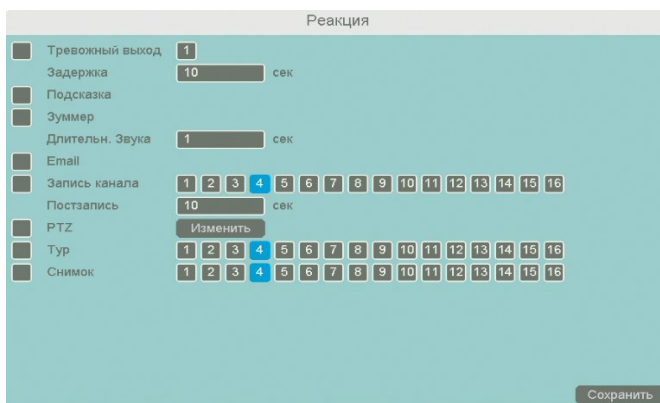 Реакция
Тревожный выход 1
Задержка 10 сек
Подсказка
Зуммер
Длительн. Звука 1 сек
Email
Запись канала 1 2 3 4 5 6 7 8 9 10 11 12 13 14 15 16
Постзапись 10 сек
PTZ Изменить
Тур 1 2 3 4 5 6 7 8 9 10 11 12 13 14 15 16
Снимок 1 2 3 4 5 6 7 8 9 10 11 12 13 14 15 16
Сохранить